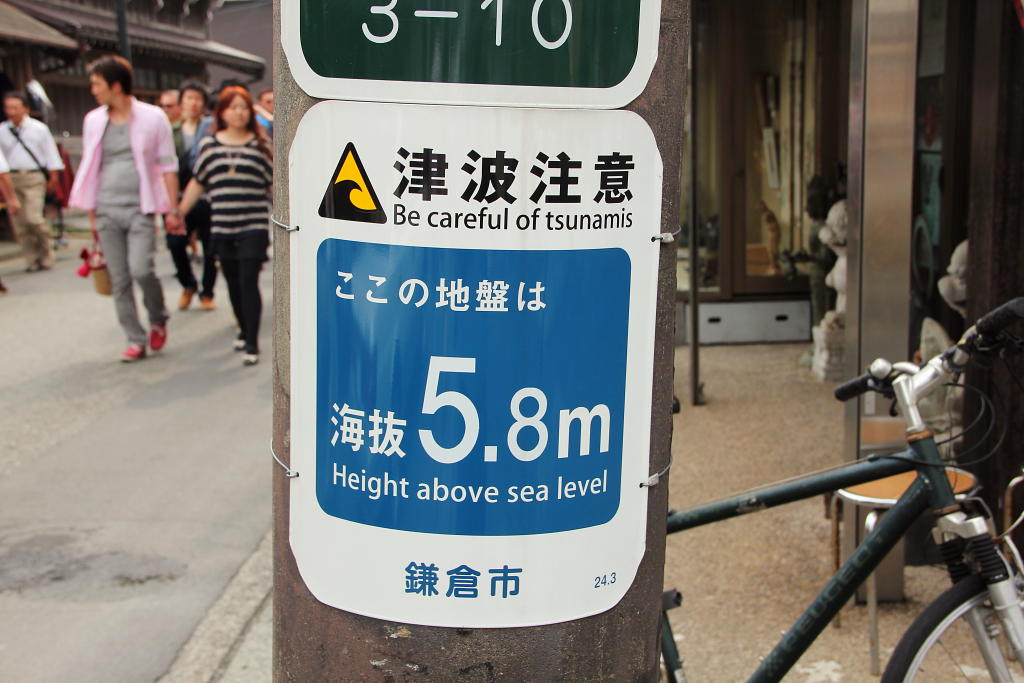 3-10
津波注意
Be careful of tsunamis
ここの地盤は
海抜5.8m
Height above sea level
鎌倉市
24.3